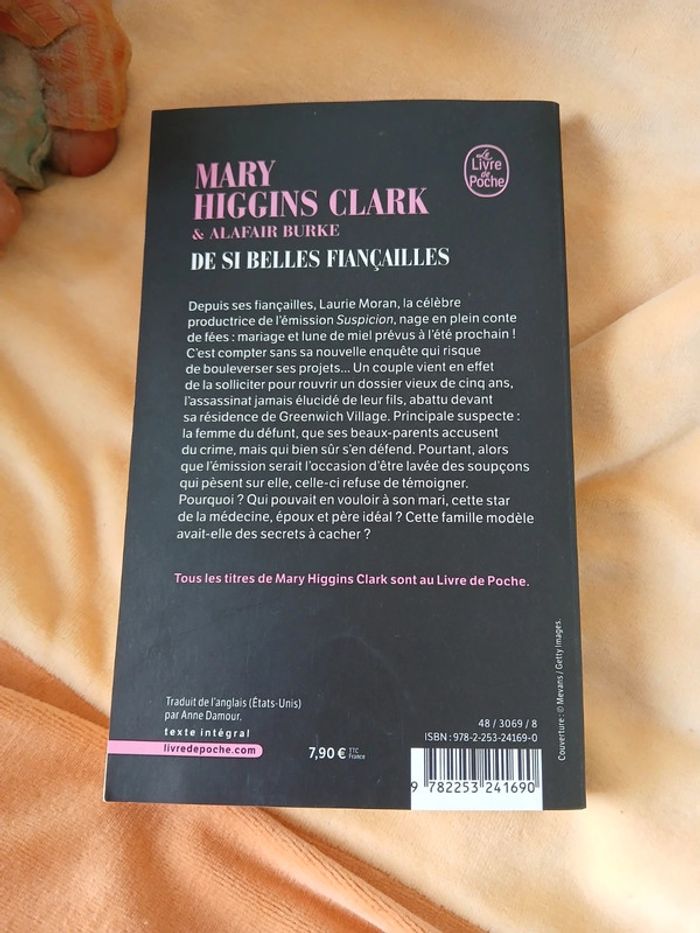 Le
Livre
de
Poche
MARY
HIGGINS CLARK
& ALAFAIR BURKE
DE SI BELLES FIANÇAILLES
Depuis ses fiançailles, Laurie Moran, la célèbre
productrice de l'émission Suspicion, nage en plein conte
de fées : mariage et lune de miel prévus à l'été prochain !
C'est compter sans sa nouvelle enquête qui risque
de bouleverser ses projets... Un couple vient en effet
de la solliciter pour rouvrir un dossier vieux de cinq ans,
l'assassinat jamais élucidé de leur fils, abattu devant
sa résidence de Greenwich Village. Principale suspecte :
la femme du défunt, que ses beaux-parents accusent
du crime, mais qui bien sûr s'en défend. Pourtant, alors
que l'émission serait l'occasion d'être lavée des soupçons
qui pèsent sur elle, celle-ci refuse de témoigner.
Pourquoi ? Qui pouvait en vouloir à son mari, cette star
de la médecine, époux et père idéal ? Cette famille modèle
avait-elle des secrets à cacher ?
Tous les titres de Mary Higgins Clark sont au Livre de Poche.
Traduit de l'anglais (États-Unis)
par Anne Damour.
texte intégral
livredepoche.com
7,90 € TTC
France
48 / 3069 / 8
ISBN : 978-2-253-24169-0
9 782253 241690
Couverture : © Mevans / Getty Images.